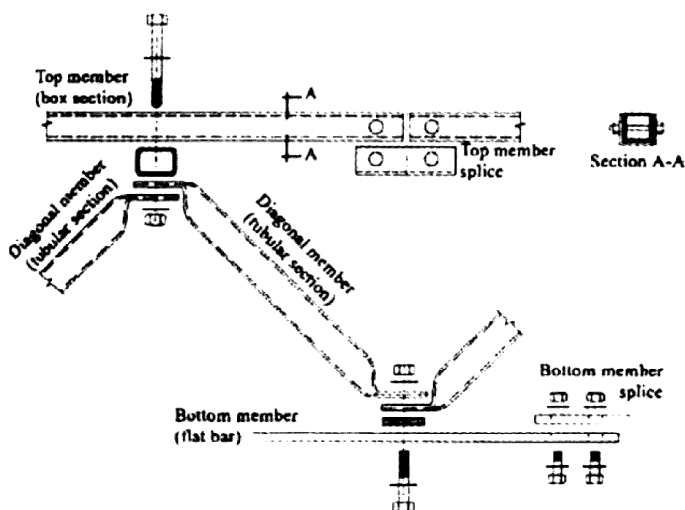 Top member
(box section)
A
A
Top member
splice
Section A-A
Diagonal member
(tubular section)
Diagonal member
(tubular section)
Bottom member
splice
Bottom member
(flat bar)